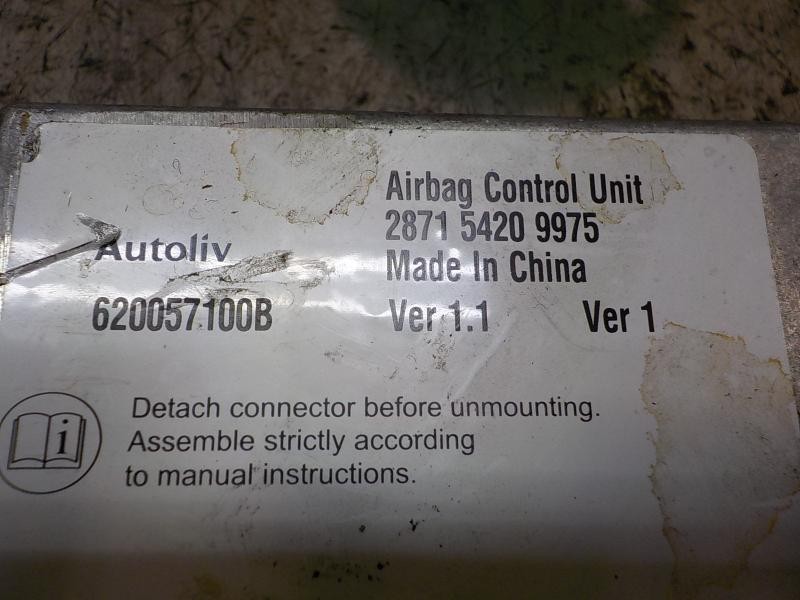 Airbag Control Unit
2871 5420 9975
Autoliv
Made In China
620057100B
Ver 1.1 Ver 1
i
Detach connector before unmounting.
Assemble strictly according
to manual instructions.